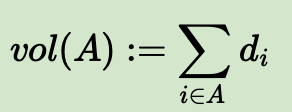 vol(A) := ∑_{i∈A} d_i